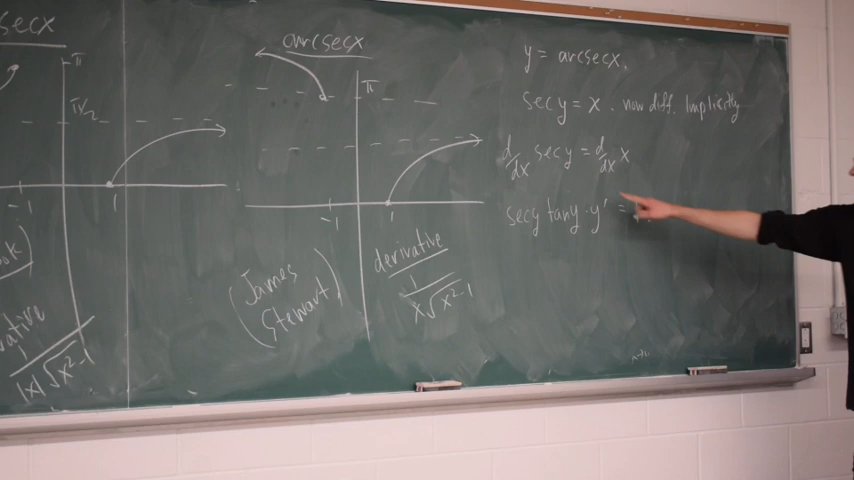 secx
π
π/2
-1
1
1
|x|√x²-1
arcsecx
π
-1
1
(James
Stewart)
derivative
1
x√x²-1
y = arcsecx.
secy = x . now diff. Implicitly
d/dx secy = d/dx x
secy tany · y' =